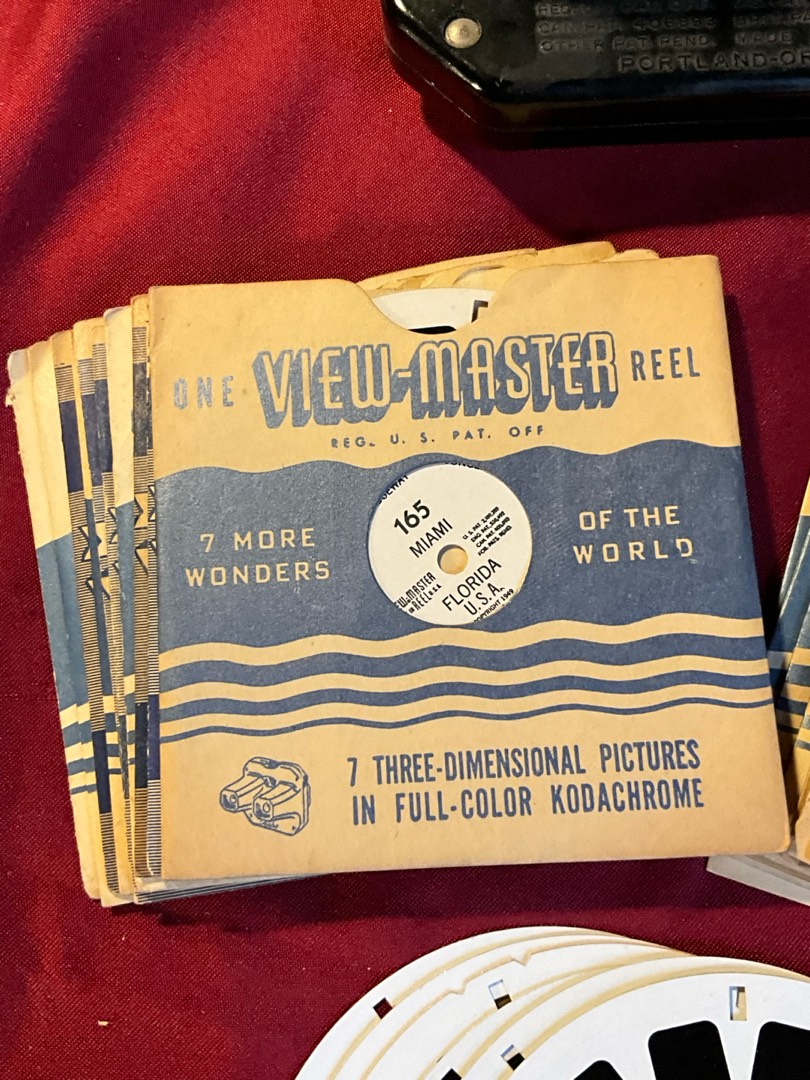 PORTLAND-OR
ONE VIEW-MASTER REEL
REG. U. S. PAT. OFF
7 MORE
WONDERS
OF THE
WORLD
165
MIAMI
FLORIDA
U.S.A.
7 THREE-DIMENSIONAL PICTURES
IN FULL-COLOR KODACHROME